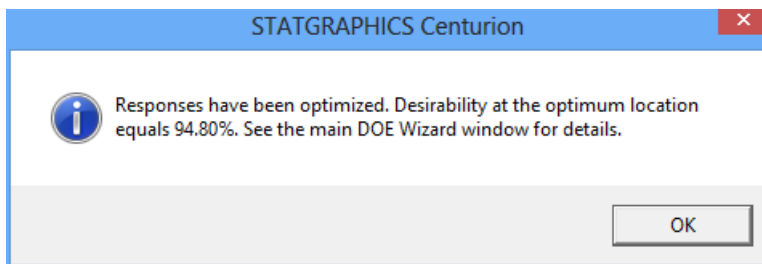 STATGRAPHICS Centurion
Responses have been optimized. Desirability at the optimum location
equals 94.80%. See the main DOE Wizard window for details.
OK